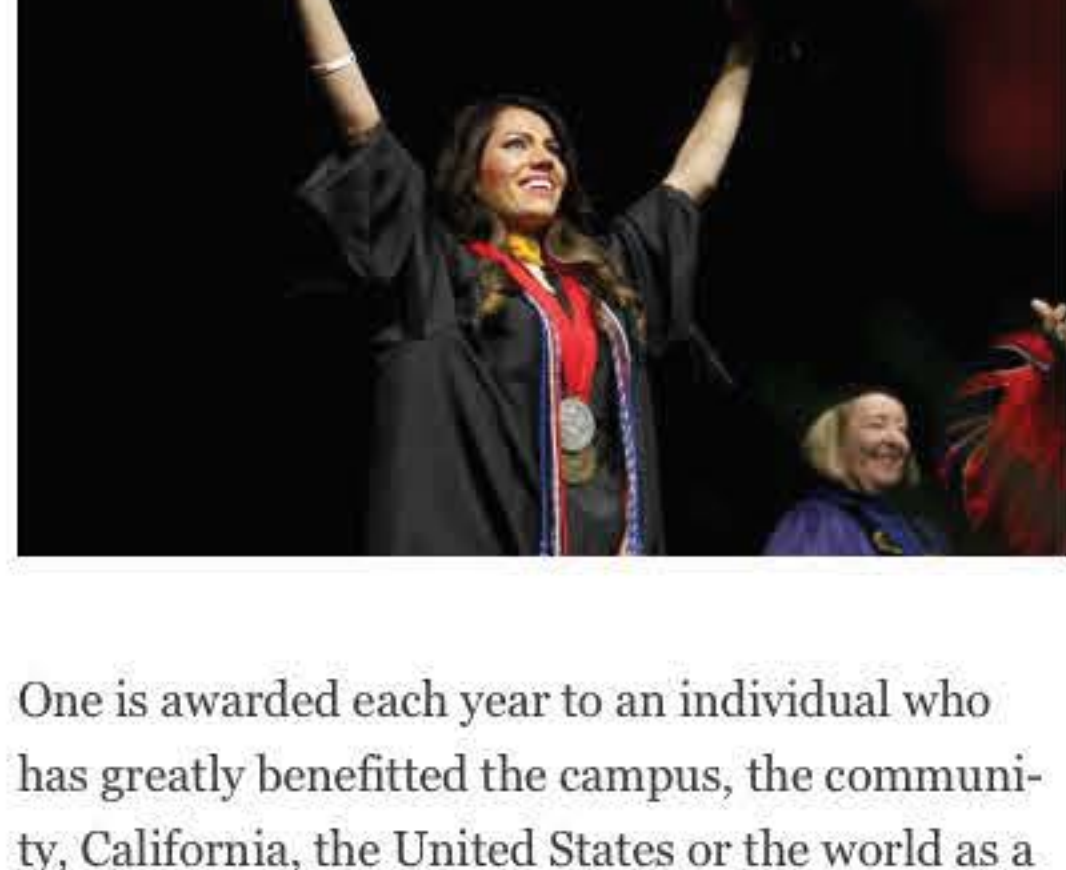 One is awarded each year to an individual who
has greatly benefitted the campus, the communi-
ty, California, the United States or the world as a